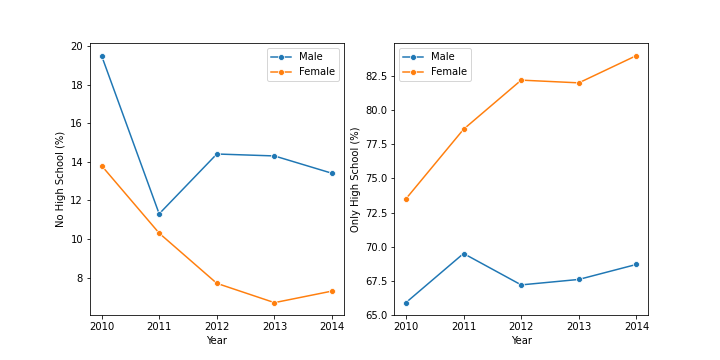 No High School (%)
20
18
16
14
12
10
8
2010 2011 2012 2013 2014
Year
Male
Female
Only High School (%)
82.5
80.0
77.5
75.0
72.5
70.0
67.5
65.0
2010 2011 2012 2013 2014
Year
Male
Female